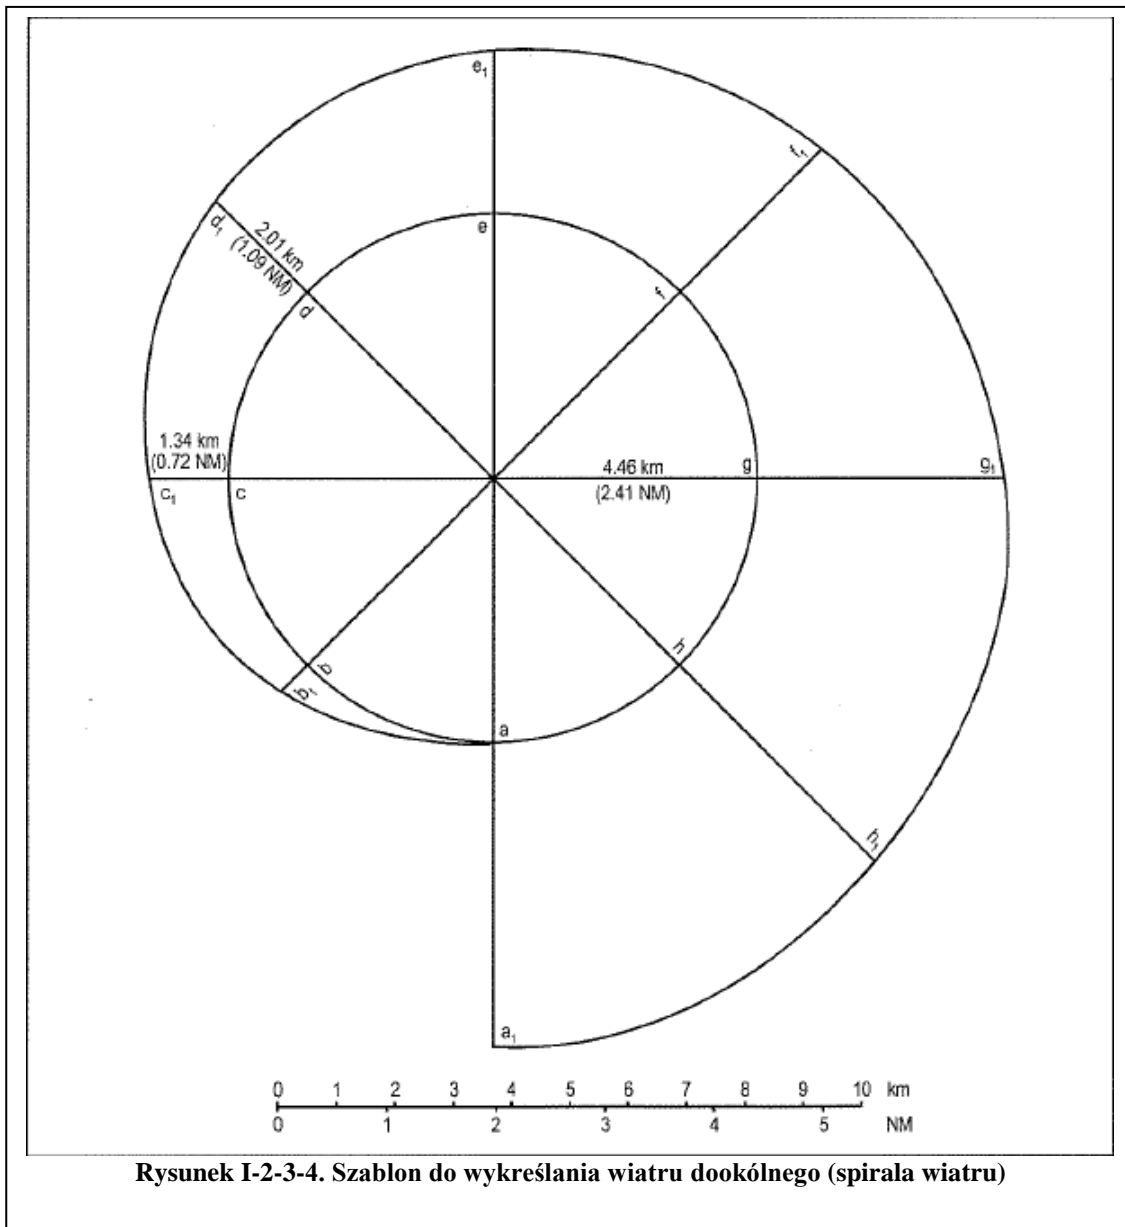 e₁
f₁
e
d₁
2.01 km
(1.09 NM)
f
d
1.34 km
(0.72 NM)
c₁
c
4.46 km
(2.41 NM)
g
g₁
b
b₁
h
a
h₁
a₁
0 1 2 3 4 5 6 7 8 9 10 km
0 1 2 3 4 5 NM
Rysunek I-2-3-4. Szablon do wykreślania wiatru dookólnego (spirala wiatru)